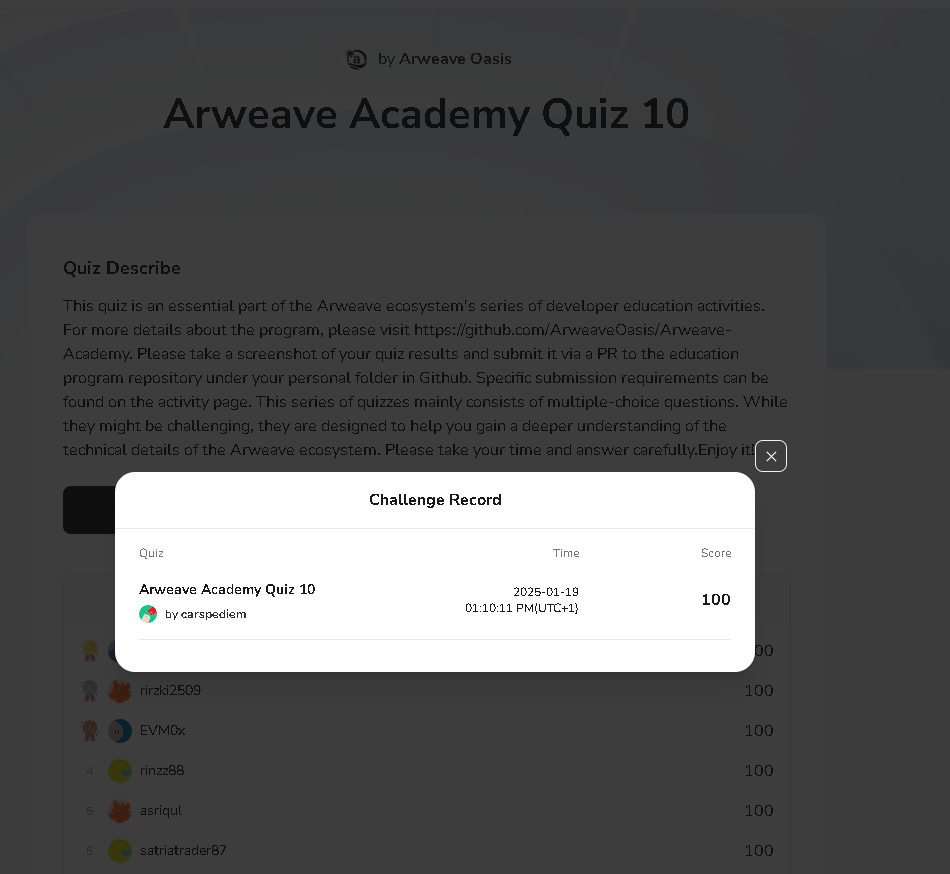 by Arweave Oasis
Arweave Academy Quiz 10
Quiz Describe
This quiz is an essential part of the Arweave ecosystem's series of developer education activities.
For more details about the program, please visit https://github.com/ArweaveOasis/Arweave-
Academy. Please take a screenshot of your quiz results and submit it via a PR to the education
program repository under your personal folder in Github. Specific submission requirements can be
found on the activity page. This series of quizzes mainly consists of multiple-choice questions. While
they might be challenging, they are designed to help you gain a deeper understanding of the
technical details of the Arweave ecosystem. Please take your time and answer carefully.Enjoy it!
Challenge Record
Quiz Time Score
Arweave Academy Quiz 10
by carspediem
2025-01-19
01:10:11 PM(UTC+1)
100
00
rirzki2509 100
EVM0x 100
4 rinzz88 100
5 asriqul 100
6 satriatrader87 100